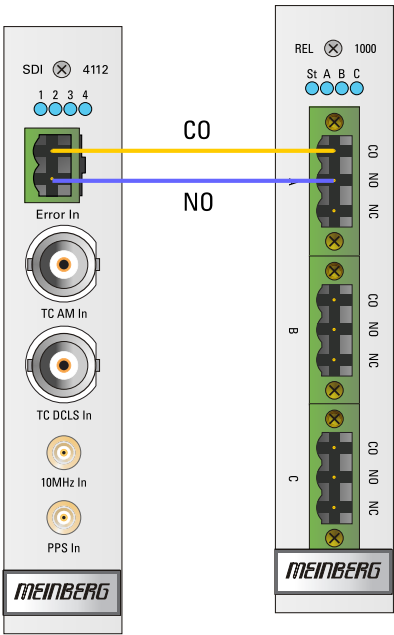 SDI 4112
1 2 3 4
Error In
TC AM In
TC DCLS In
10MHz In
PPS In
MEINBERG
CO
NO
REL 1000
St A B C
A
CO
NO
NC
B
CO
NO
NC
C
CO
NO
NC
MEINBERG